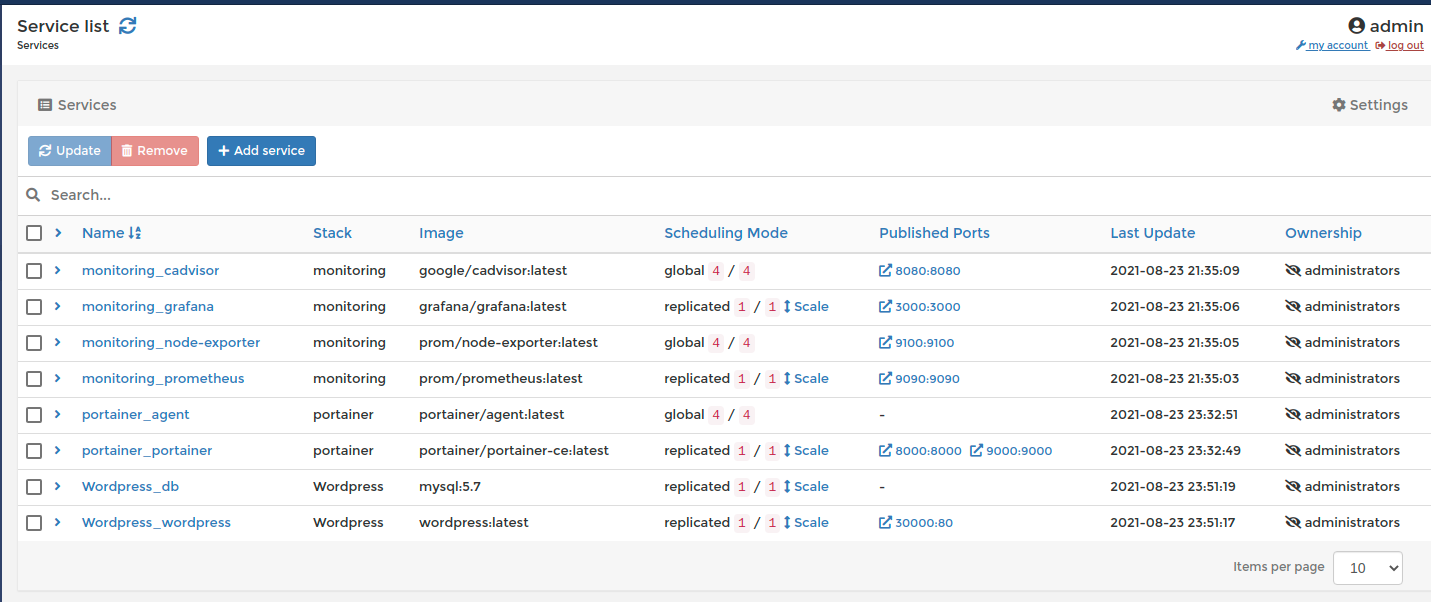 Service list admin
Services my account log out
Services Settings
Update Remove Add service
Search...
Name Stack Image Scheduling Mode Published Ports Last Update Ownership
monitoring_cadvisor monitoring google/cadvisor:latest global 4 / 4 8080:8080 2021-08-23 21:35:09 administrators
monitoring_grafana monitoring grafana/grafana:latest replicated 1 / 1 Scale 3000:3000 2021-08-23 21:35:06 administrators
monitoring_node-exporter monitoring prom/node-exporter:latest global 4 / 4 9100:9100 2021-08-23 21:35:05 administrators
monitoring_prometheus monitoring prom/prometheus:latest replicated 1 / 1 Scale 9090:9090 2021-08-23 21:35:03 administrators
portainer_agent portainer portainer/agent:latest global 4 / 4 - 2021-08-23 23:32:51 administrators
portainer_portainer portainer portainer/portainer-ce:latest replicated 1 / 1 Scale 8000:8000 9000:9000 2021-08-23 23:32:49 administrators
Wordpress_db Wordpress mysql:5.7 replicated 1 / 1 Scale - 2021-08-23 23:51:19 administrators
Wordpress_wordpress Wordpress wordpress:latest replicated 1 / 1 Scale 30000:80 2021-08-23 23:51:17 administrators
Items per page 10